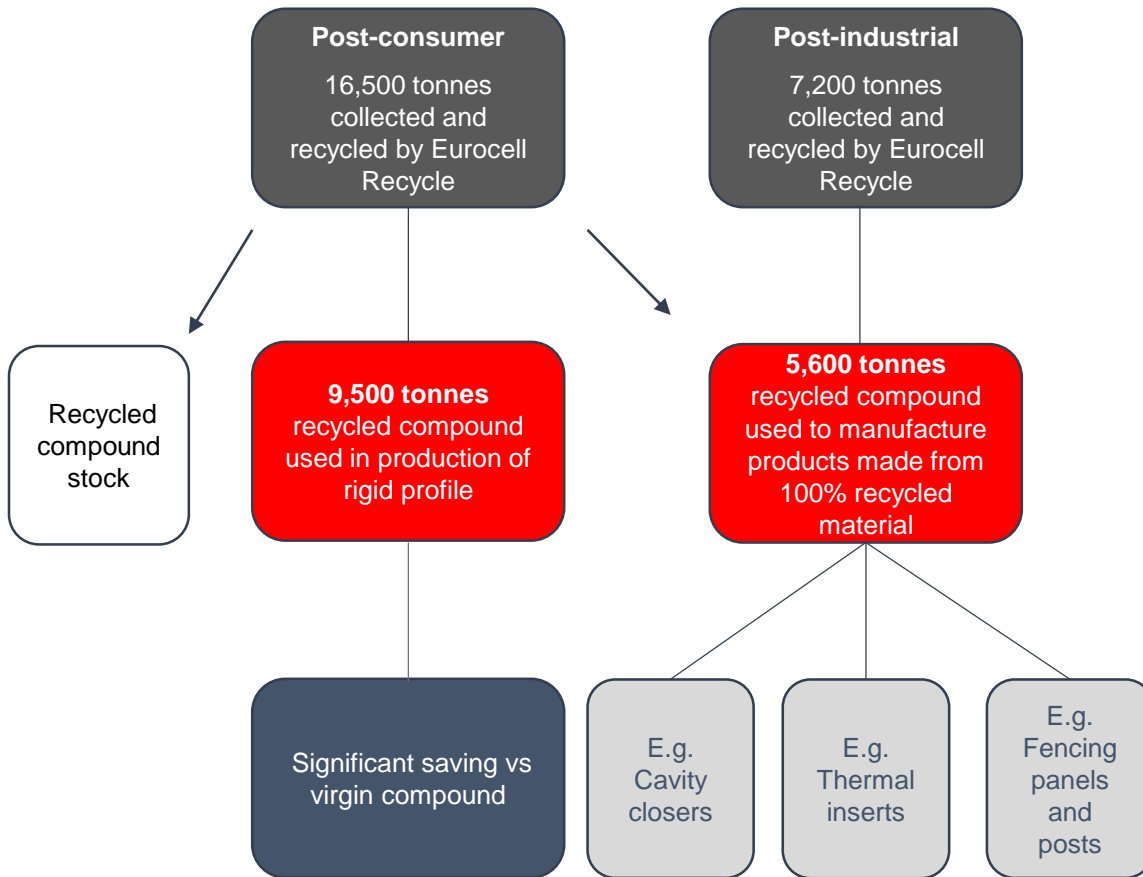 Post-consumer
16,500 tonnes
collected and
recycled by Eurocell
Recycle
Post-industrial
7,200 tonnes
collected and
recycled by Eurocell
Recycle
Recycled
compound
stock
9,500 tonnes
recycled compound
used in production of
rigid profile
5,600 tonnes
recycled compound
used to manufacture
products made from
100% recycled
material
Significant saving vs
virgin compound
E.g.
Cavity
closers
E.g.
Thermal
inserts
E.g.
Fencing
panels
and
posts